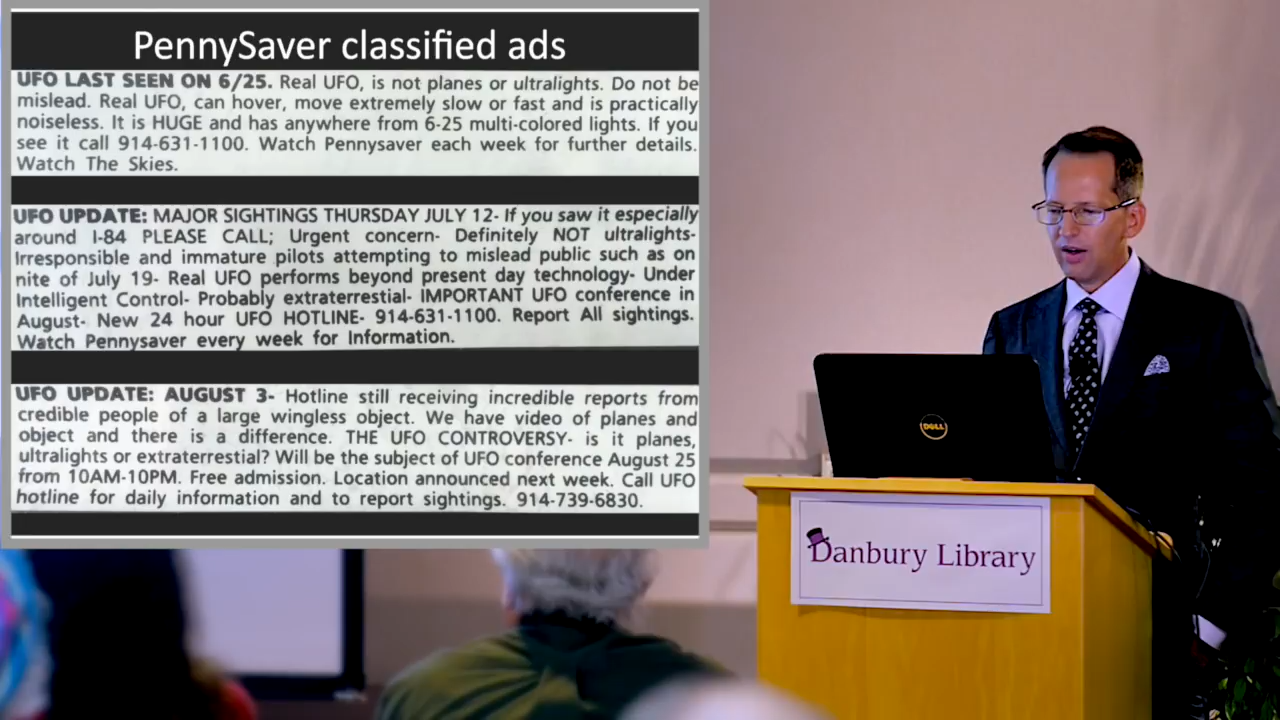 PennySaver classified ads
UFO LAST SEEN ON 6/25. Real UFO, is not planes or ultralights. Do not be
mislead. Real UFO, can hover, move extremely slow or fast and is practically
noiseless. It is HUGE and has anywhere from 6-25 multi-colored lights. If you
see it call 914-631-1100. Watch Pennysaver each week for further details.
Watch The Skies.
UFO UPDATE: MAJOR SIGHTINGS THURSDAY JULY 12- If you saw it especially
around I-84 PLEASE CALL; Urgent concern- Definitely NOT ultralights-
Irresponsible and immature pilots attempting to mislead public such as on
nite of July 19- Real UFO performs beyond present day technology- Under
Intelligent Control- Probably extraterrestial- IMPORTANT UFO conference in
August- New 24 hour UFO HOTLINE- 914-631-1100. Report All sightings.
Watch Pennysaver every week for Information.
UFO UPDATE: AUGUST 3- Hotline still receiving incredible reports from
credible people of a large wingless object. We have video of planes and
object and there is a difference. THE UFO CONTROVERSY- is it planes,
ultralights or extraterrestial? Will be the subject of UFO conference August 25
from 10AM-10PM. Free admission. Location announced next week. Call UFO
hotline for daily information and to report sightings. 914-739-6830.
DELL
Danbury Library